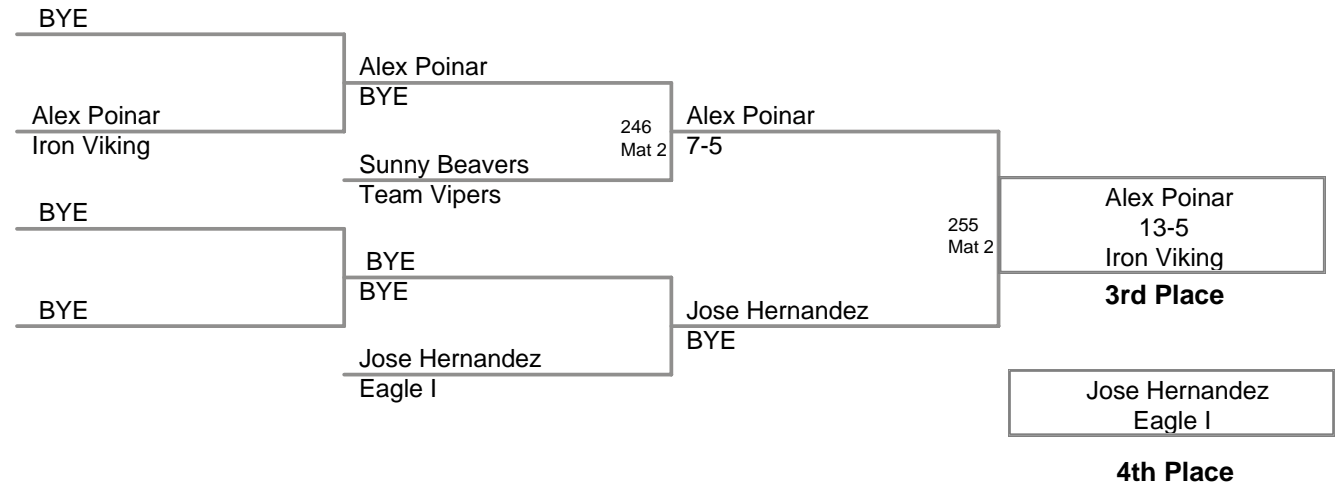 BYE
Alex Poinar
Iron Viking
BYE
BYE
Alex Poinar
BYE
Sunny Beavers
Team Vipers
BYE
BYE
Jose Hernandez
Eagle I
246
Mat 2
Alex Poinar
7-5
Jose Hernandez
BYE
255
Mat 2
Alex Poinar
13-5
Iron Viking
3rd Place
Jose Hernandez
Eagle I
4th Place